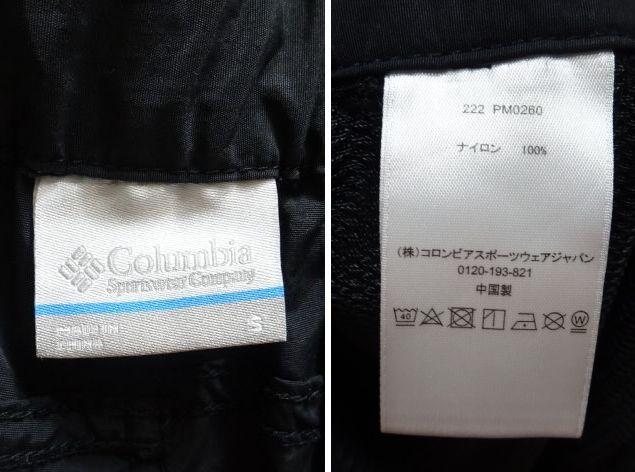 Columbia
Sportswear Company
MADE IN
CHINA
S
222 PM0260
ナイロン 100%
(株)コロンビアスポーツウェアジャパン
0120-193-821
中国製
40
W